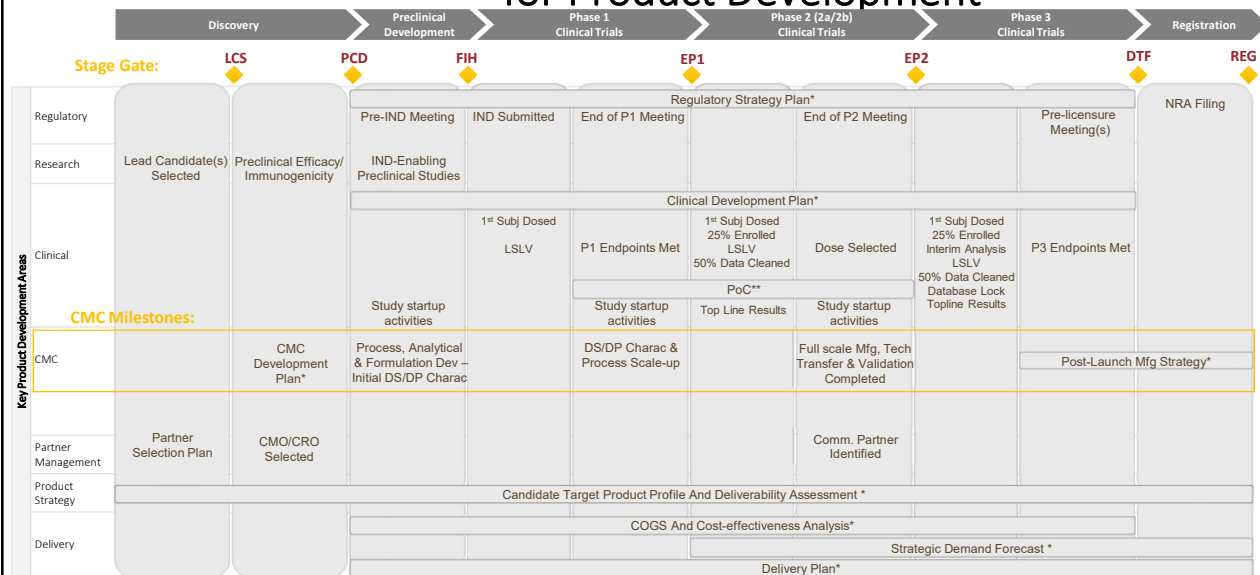 for Product Development
Discovery
Preclinical
Development
Phase 1
Clinical Trials
Phase 2 (2a/2b)
Clinical Trials
Phase 3
Clinical Trials
Registration
Stage Gate:
LCS
PCD
FIH
EP1
EP2
DTF
REG
Key Product Development Areas
Regulatory
Regulatory Strategy Plan*
Pre-IND Meeting
IND Submitted
End of P1 Meeting
End of P2 Meeting
Pre-licensure
Meeting(s)
NRA Filing
Research
Lead Candidate(s)
Selected
Preclinical Efficacy/
Immunogenicity
IND-Enabling
Preclinical Studies
Clinical
Clinical Development Plan*
1st Subj Dosed
LSLV
P1 Endpoints Met
1st Subj Dosed
25% Enrolled
LSLV
50% Data Cleaned
Dose Selected
1st Subj Dosed
25% Enrolled
Interim Analysis
LSLV
50% Data Cleaned
Database Lock
Topline Results
P3 Endpoints Met
PoC**
Study startup
activities
Study startup
activities
Top Line Results
Study startup
activities
CMC Milestones:
CMC
CMC
Development
Plan*
Process, Analytical
& Formulation Dev –
Initial DS/DP Charac
DS/DP Charac &
Process Scale-up
Full scale Mfg, Tech
Transfer & Validation
Completed
Post-Launch Mfg Strategy*
Partner
Management
Partner
Selection Plan
CMO/CRO
Selected
Comm. Partner
Identified
Product
Strategy
Candidate Target Product Profile And Deliverability Assessment *
Delivery
COGS And Cost-effectiveness Analysis*
Strategic Demand Forecast *
Delivery Plan*